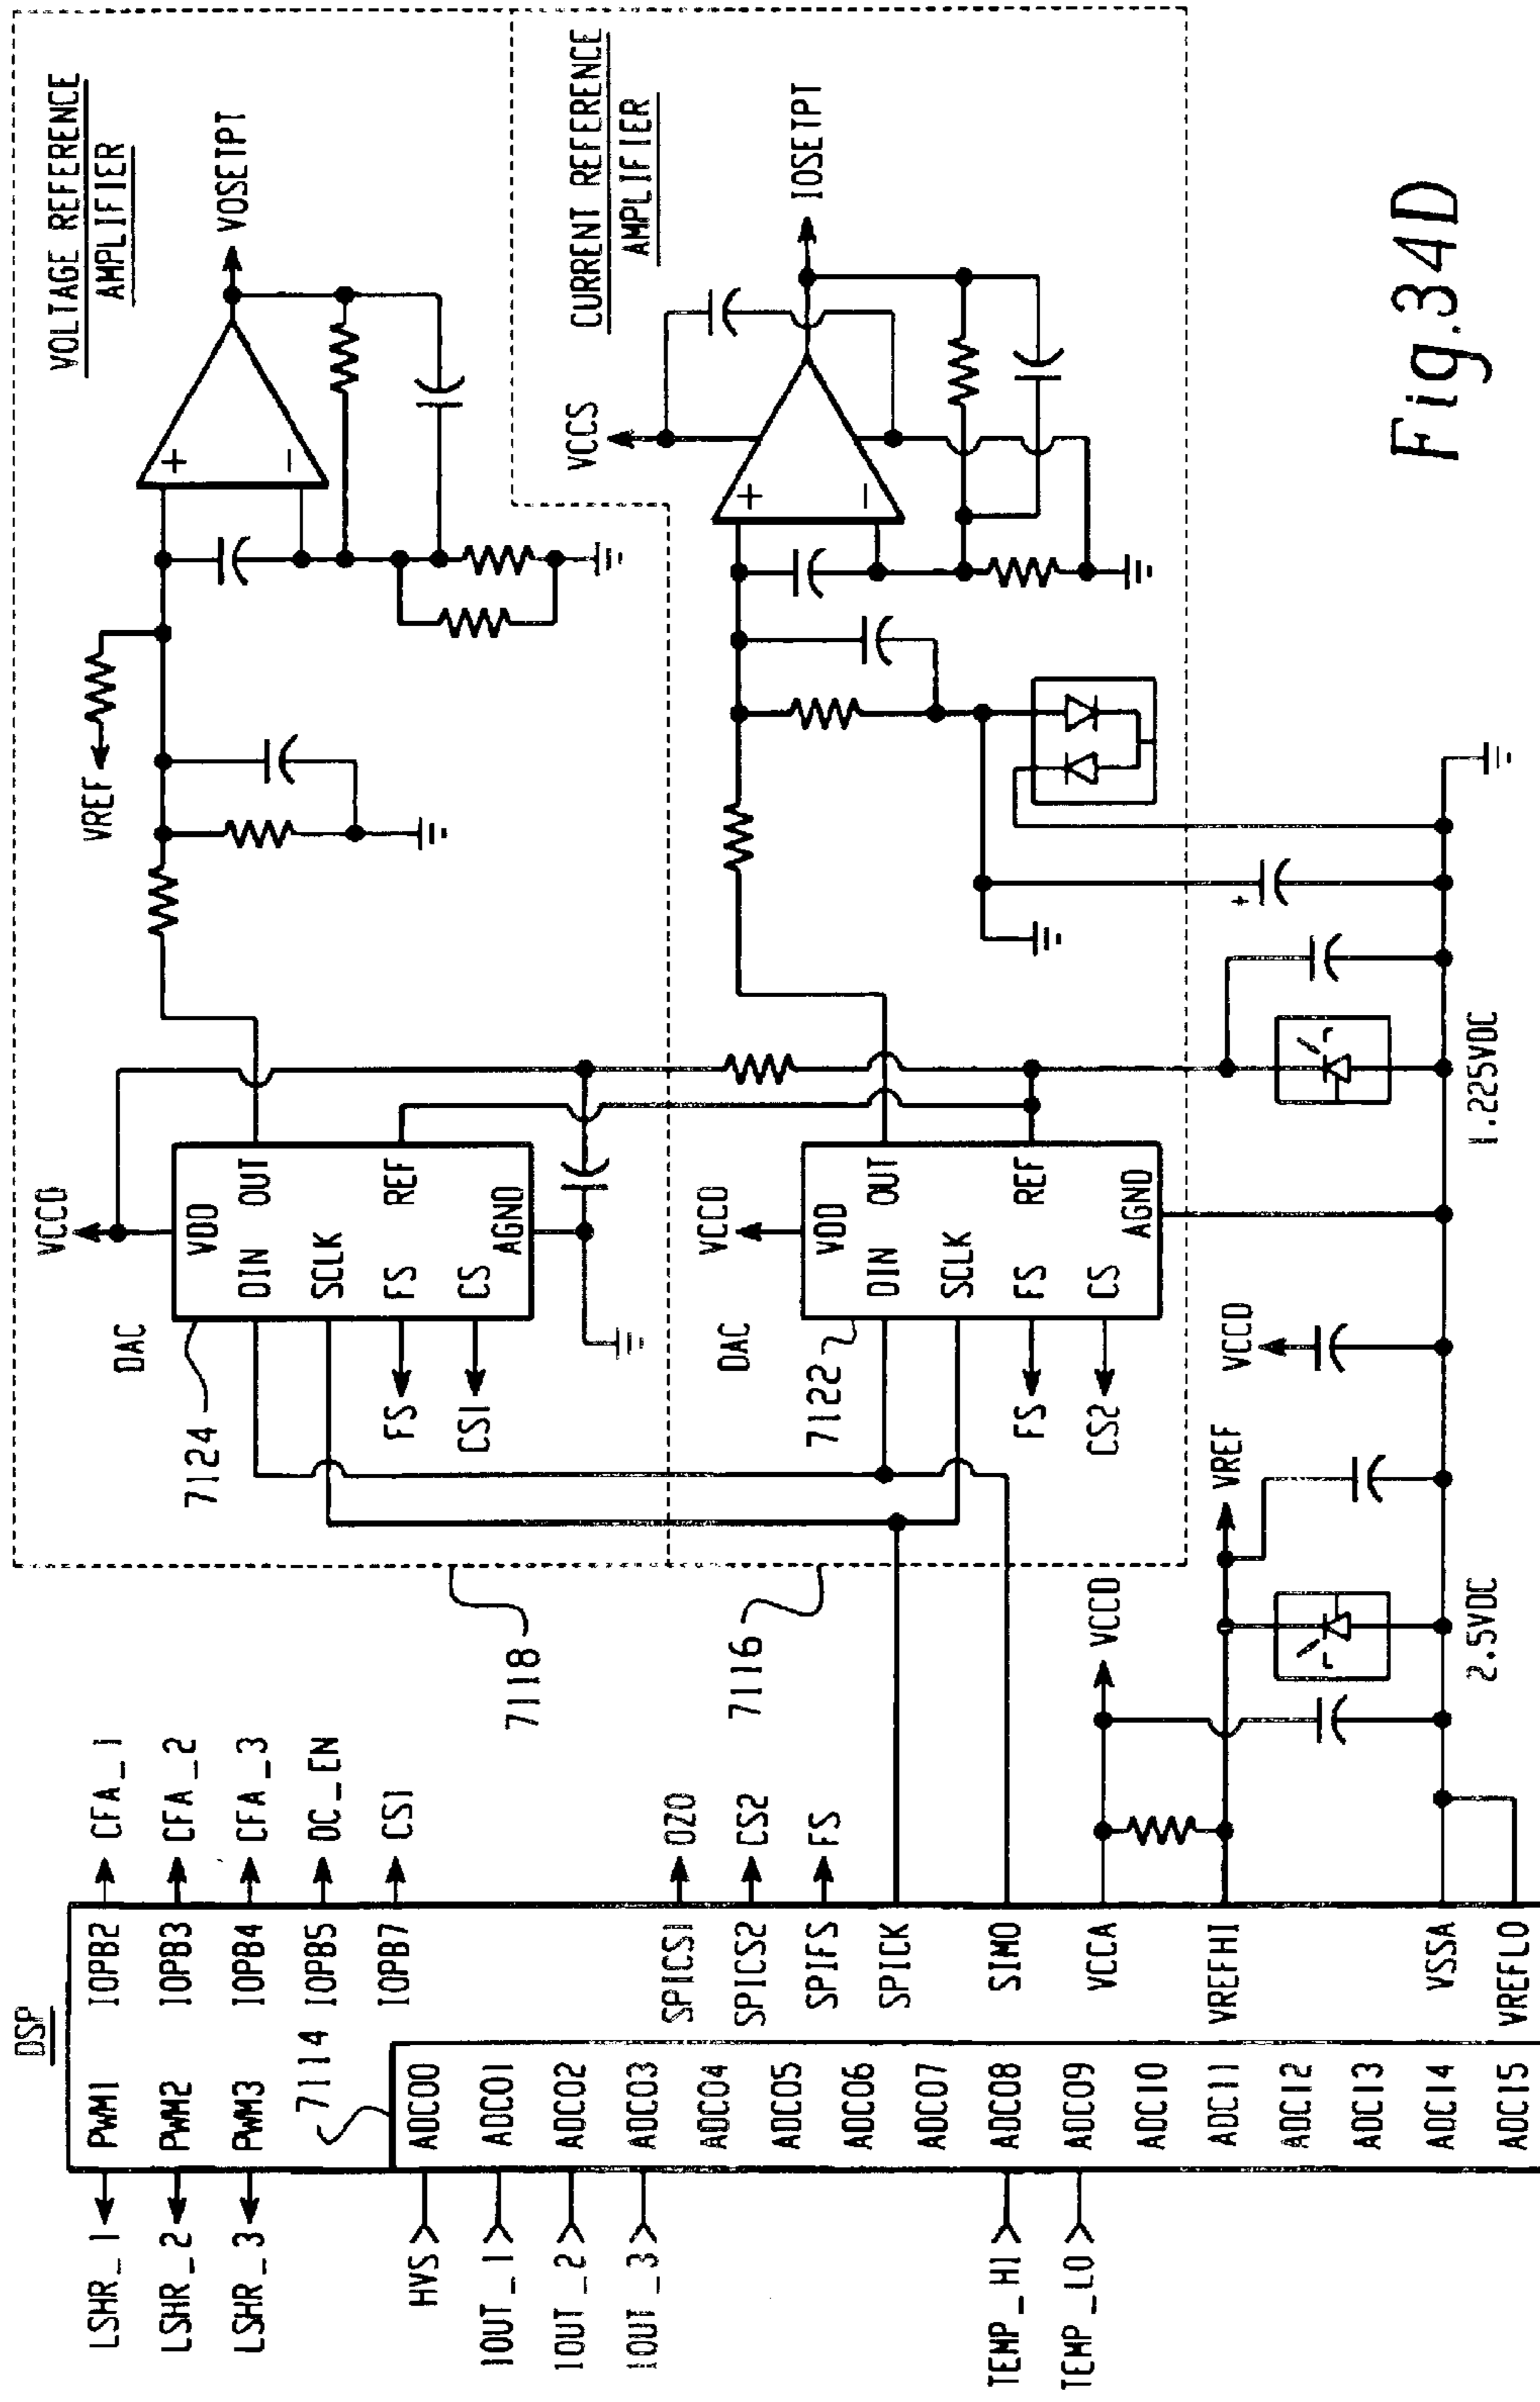 VOLTAGE REFERENCE
AMPLIFIER
VOSETPT
+
−
VREF
CURRENT REFERENCE
AMPLIFIER
IOSETPT
VCCS
+
−
+
VCCD
DAC
VDD
DIN OUT
SCLK
FS REF
CS AGND
7124
FS
CS1
VCCD
DAC
VDD
DIN OUT
SCLK
FS REF
CS AGND
7122
FS
CS2
7118
7116
VCCD
VREF
VCCD
2.5VDC
1.225VDC
DSP
LSHR_1 PWM1 IOPB2 CFA_1
LSHR_2 PWM2 IOPB3 CFA_2
LSHR_3 PWM3 IOPB4 CFA_3
IOPB5 DC_EN
7114
IOPB7 CS1
HVS ADC00
IOUT_1 ADC01
IOUT_2 ADC02
IOUT_3 ADC03
ADC04
ADC05
ADC06
ADC07
TEMP_HI ADC08
TEMP_LO ADC09
ADC10
ADC11
ADC12
ADC13
ADC14
ADC15
SPICS1 OZO
SPICS2 CS2
SPIFS FS
SPICK
SIMO
VCCA
VREFHI
VSSA
VREFLO
Fig.34D